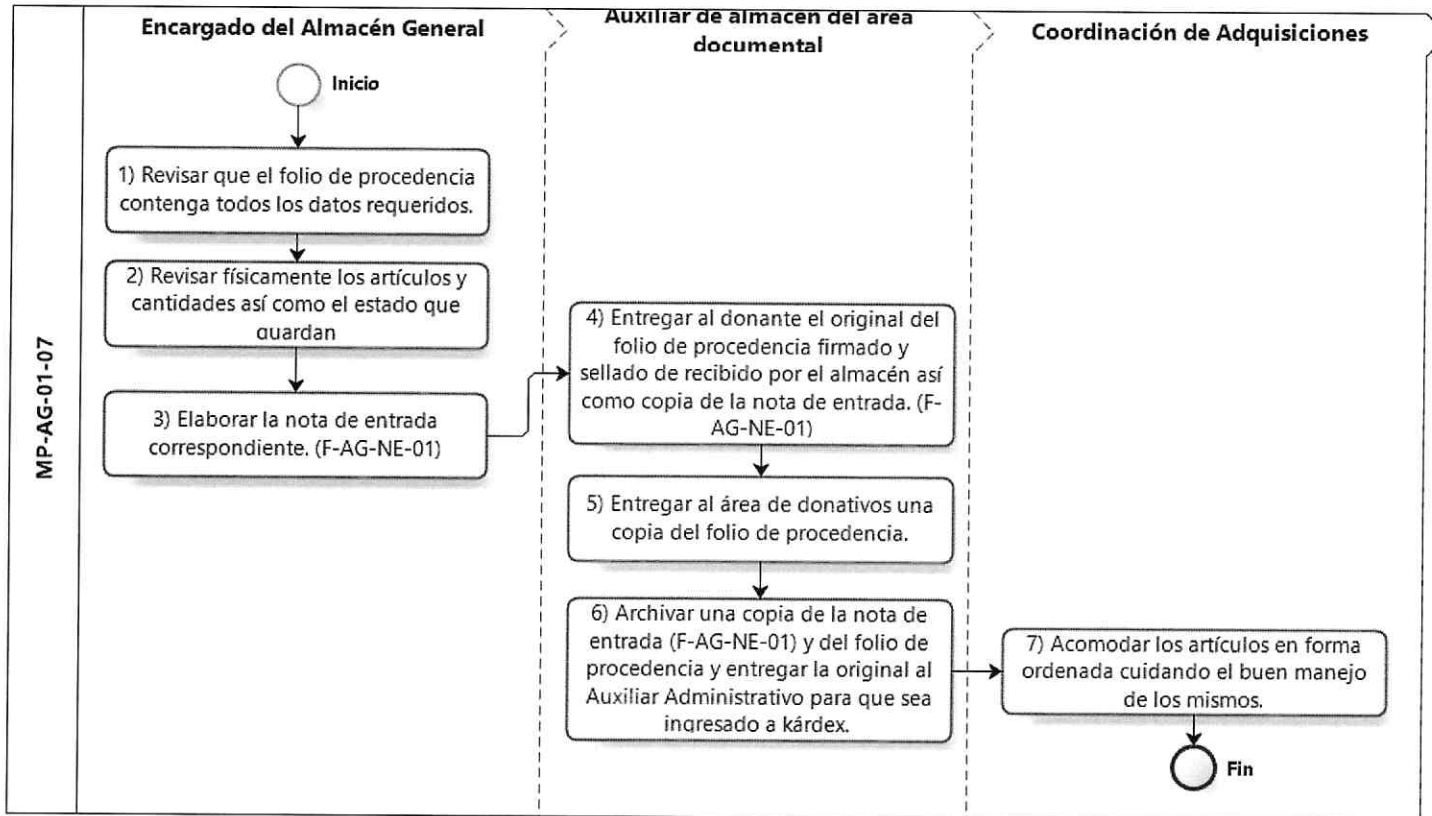 Encargado del Almacén General
Auxiliar de almacén del área
documental
Coordinación de Adquisiciones
MP-AG-01-07
Inicio
1) Revisar que el folio de procedencia
contenga todos los datos requeridos.
2) Revisar físicamente los artículos y
cantidades así como el estado que
guardan
3) Elaborar la nota de entrada
correspondiente. (F-AG-NE-01)
4) Entregar al donante el original del
folio de procedencia firmado y
sellado de recibido por el almacén así
como copia de la nota de entrada. (F-
AG-NE-01)
5) Entregar al área de donativos una
copia del folio de procedencia.
6) Archivar una copia de la nota de
entrada (F-AG-NE-01) y del folio de
procedencia y entregar la original al
Auxiliar Administrativo para que sea
ingresado a kárdex.
7) Acomodar los artículos en forma
ordenada cuidando el buen manejo
de los mismos.
Fin